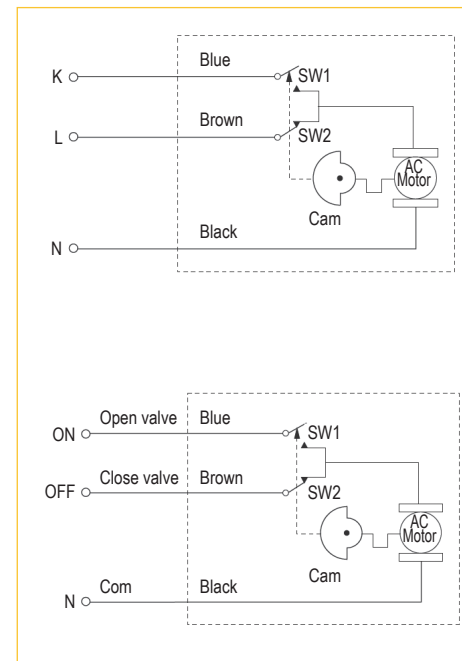 Blue
K
SW1
Brown
L
SW2
AC
Motor
Cam
Black
N
Open valve Blue
ON
SW1
Close valve Brown
OFF
SW2
AC
Motor
Cam
Com Black
N